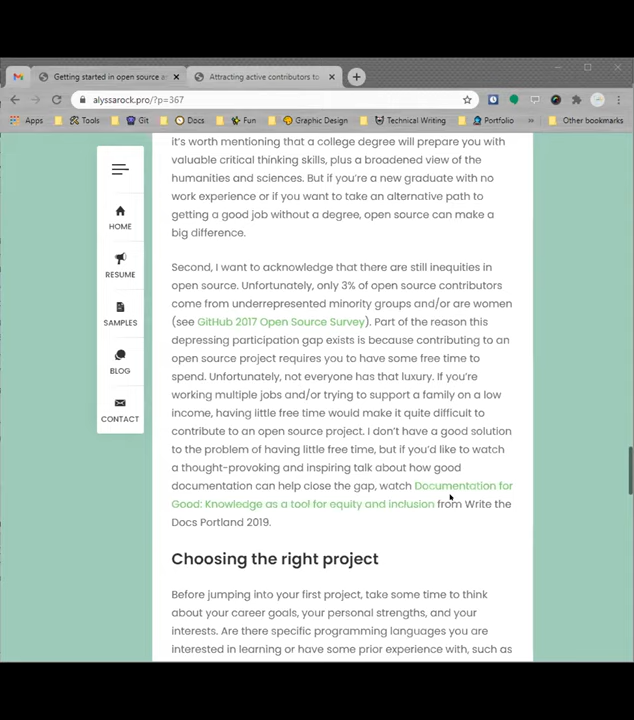 Getting started in open source a
Attracting active contributors to
alyssarock.pro/?p=367
Apps
Tools
Git
Docs
Fun
Graphic Design
Technical Writing
Portfolio
»
Other bookmarks
HOME
RESUME
SAMPLES
BLOG
CONTACT
it's worth mentioning that a college degree will prepare you with
valuable critical thinking skills, plus a broadened view of the
humanities and sciences. But if you're a new graduate with no
work experience or if you want to take an alternative path to
getting a good job without a degree, open source can make a
big difference.
Second, I want to acknowledge that there are still inequities in
open source. Unfortunately, only 3% of open source contributors
come from underrepresented minority groups and/or are women
(see GitHub 2017 Open Source Survey). Part of the reason this
depressing participation gap exists is because contributing to an
open source project requires you to have some free time to
spend. Unfortunately, not everyone has that luxury. If you're
working multiple jobs and/or trying to support a family on a low
income, having little free time would make it quite difficult to
contribute to an open source project. I don't have a good solution
to the problem of having little free time, but if you'd like to watch
a thought-provoking and inspiring talk about how good
documentation can help close the gap, watch Documentation for
Good: Knowledge as a tool for equity and inclusion from Write the
Docs Portland 2019.
Choosing the right project
Before jumping into your first project, take some time to think
about your career goals, your personal strengths, and your
interests. Are there specific programming languages you are
interested in learning or have some prior experience with, such as